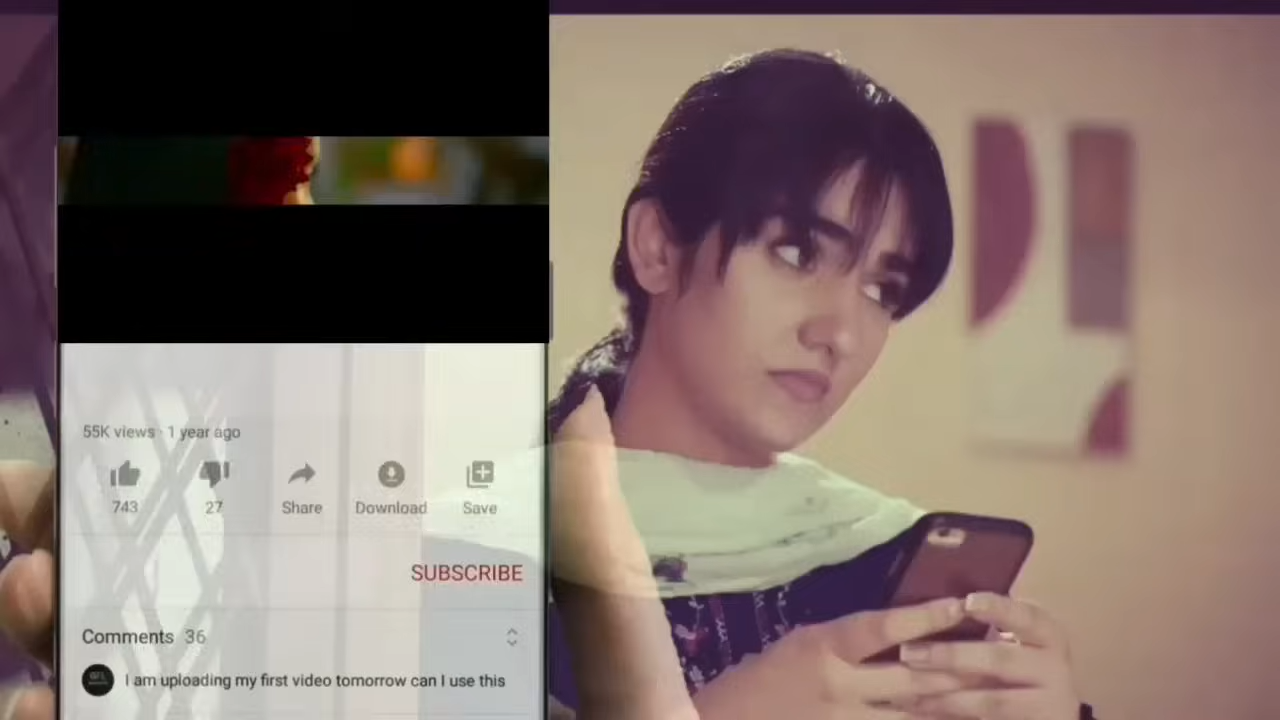 55K views · 1 year ago
743
27
Share
Download
Save
SUBSCRIBE
Comments 36
I am uploading my first video tomorrow can I use this